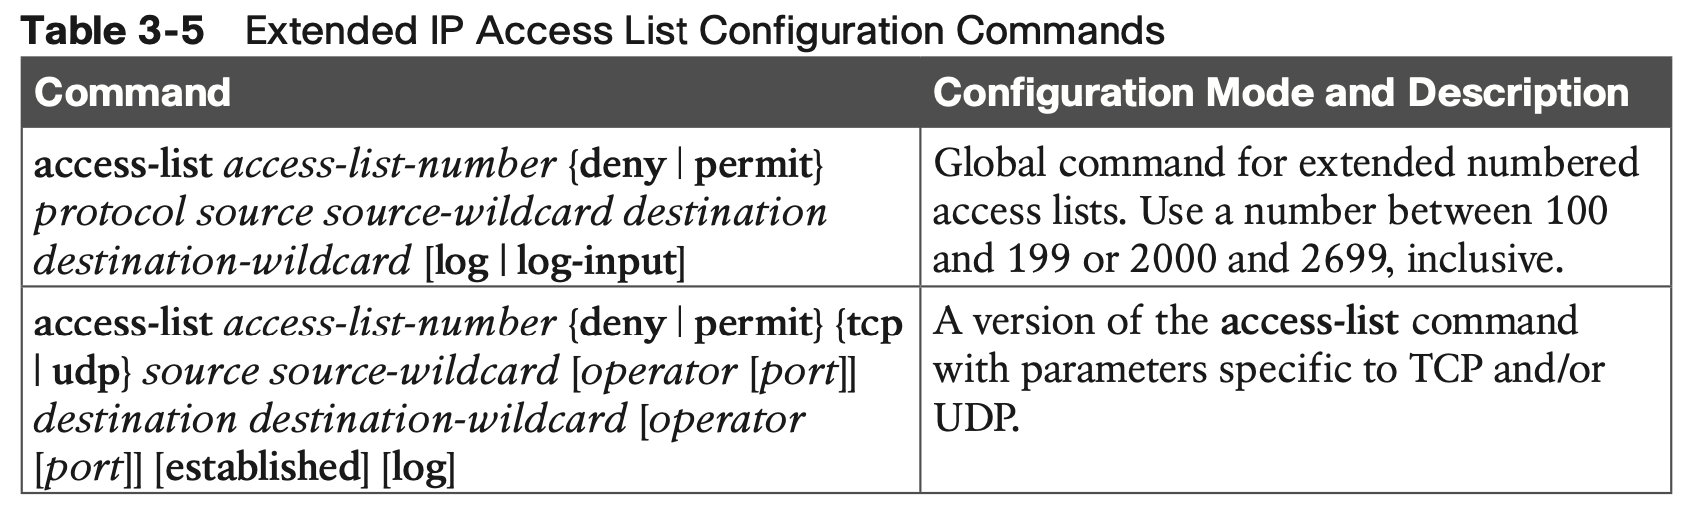 Table 3-5 Extended IP Access List Configuration Commands
Command
Configuration Mode and Description
access-list access-list-number {deny | permit}
protocol source source-wildcard destination
destination-wildcard [log | log-input]
Global command for extended numbered
access lists. Use a number between 100
and 199 or 2000 and 2699, inclusive.
access-list access-list-number {deny | permit} {tcp
| udp} source source-wildcard [operator [port]]
destination destination-wildcard [operator
[port]] [established] [log]
A version of the access-list command
with parameters specific to TCP and/or
UDP.